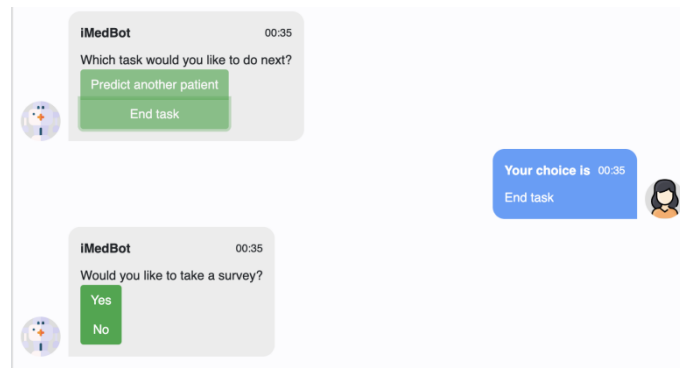 iMedBot 00:35
Which task would you like to do next?
Predict another patient
End task
Your choice is 00:35
End task
iMedBot 00:35
Would you like to take a survey?
Yes
No